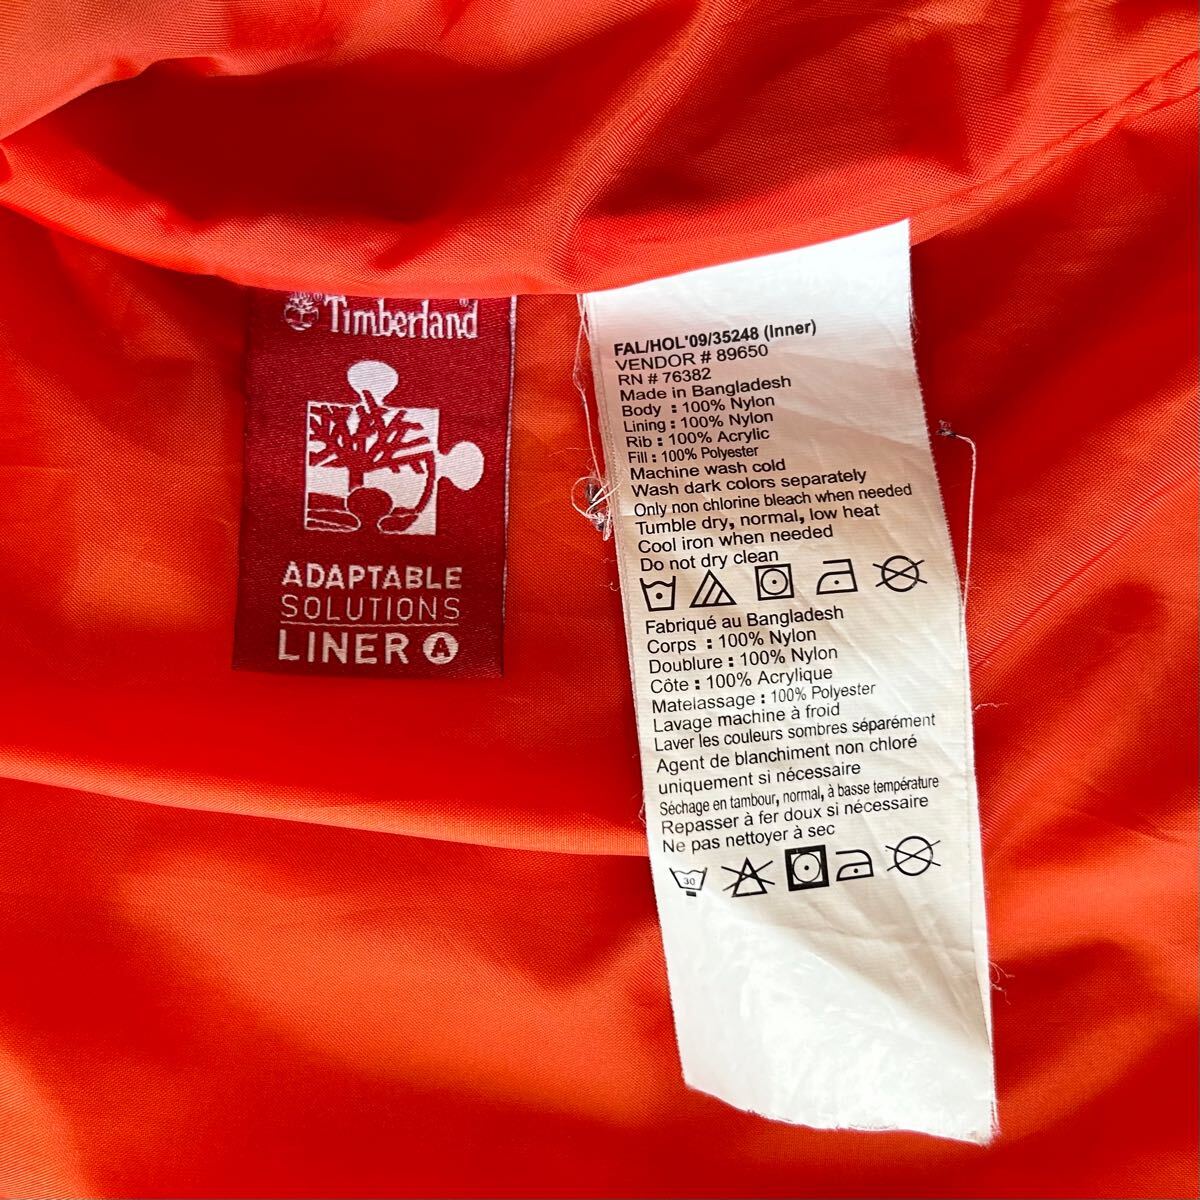 Timberland®
ADAPTABLE
SOLUTIONS
LINER A
FAL/HOL'09/35248 (Inner)
VENDOR # 89650
RN # 76382
Made in Bangladesh
Body : 100% Nylon
Lining : 100% Nylon
Rib : 100% Acrylic
Fill : 100% Polyester
Machine wash cold
Wash dark colors separately
Only non chlorine bleach when needed
Tumble dry, normal, low heat
Cool iron when needed
Do not dry clean
Fabriqué au Bangladesh
Corps : 100% Nylon
Doublure : 100% Nylon
Côte : 100% Acrylique
Matelassage : 100% Polyester
Lavage machine à froid
Laver les couleurs sombres séparément
Agent de blanchiment non chloré
uniquement si nécessaire
Séchage en tambour, normal, à basse température
Repasser à fer doux si nécessaire
Ne pas nettoyer à sec
30